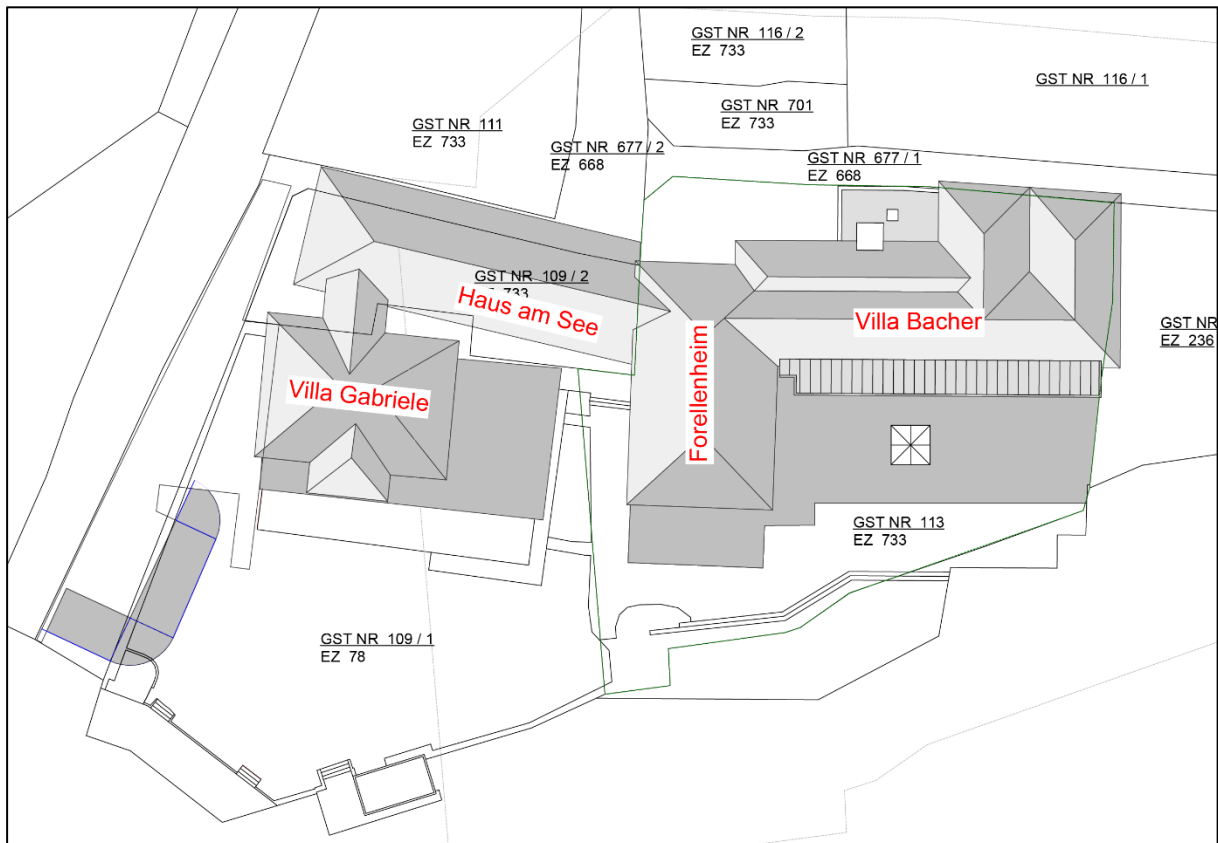 GST NR 116 / 2
EZ 733
GST NR 116 / 1
GST NR 701
EZ 733
GST NR 111
EZ 733
GST NR 677 / 2
EZ 668
GST NR 677 / 1
EZ 668
GST NR 109 / 2
733
Haus am See
Villa Bacher
GST NR
EZ 236
Villa Gabriele
Forellenheim
GST NR 113
EZ 733
GST NR 109 / 1
EZ 78